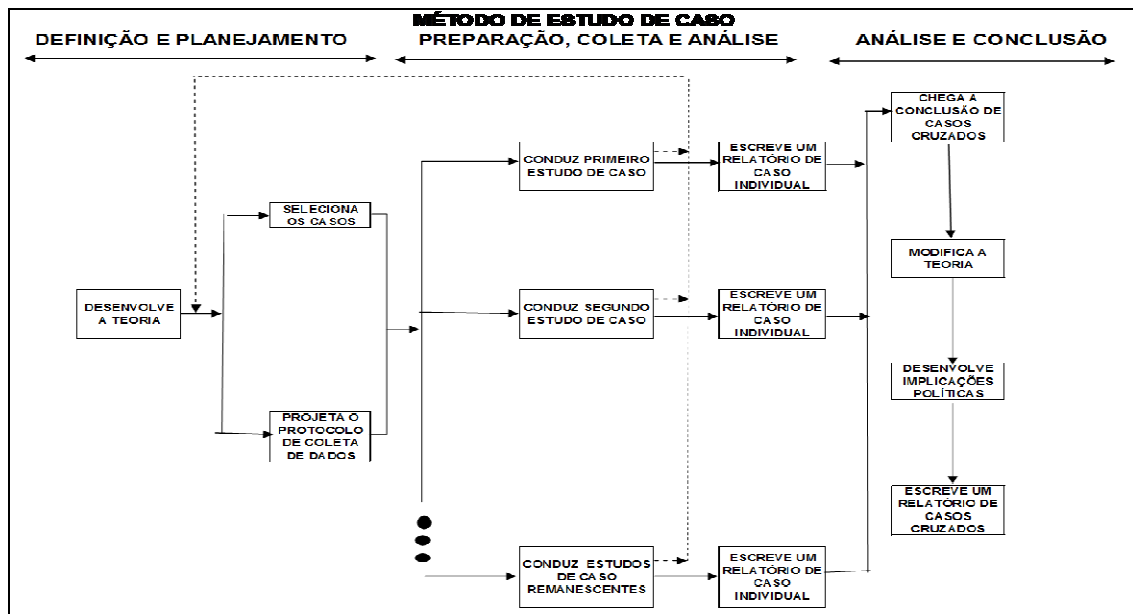 MÉTODO DE ESTUDO DE CASO
DEFINIÇÃO E PLANEJAMENTO
PREPARAÇÃO, COLETA E ANÁLISE
ANÁLISE E CONCLUSÃO
DESENVOLVE
A TEORIA
SELECIONA
OS CASOS
PROJETA O
PROTOCOLO
DE COLETA
DE DADOS
CONDUZ PRIMEIRO
ESTUDO DE CASO
ESCREVE UM
RELATÓRIO DE
CASO
INDIVIDUAL
CONDUZ SEGUNDO
ESTUDO DE CASO
ESCREVE UM
RELATÓRIO DE
CASO
INDIVIDUAL
CONDUZ ESTUDOS
DE CASO
REMANESCENTES
ESCREVE UM
RELATÓRIO DE
CASO
INDIVIDUAL
CHEGA A
CONCLUSÃO DE
CASOS
CRUZADOS
MODIFICA A
TEORIA
DESENVOLVE
IMPLICAÇÕES
POLÍTICAS
ESCREVE UM
RELATÓRIO DE
CASOS
CRUZADOS